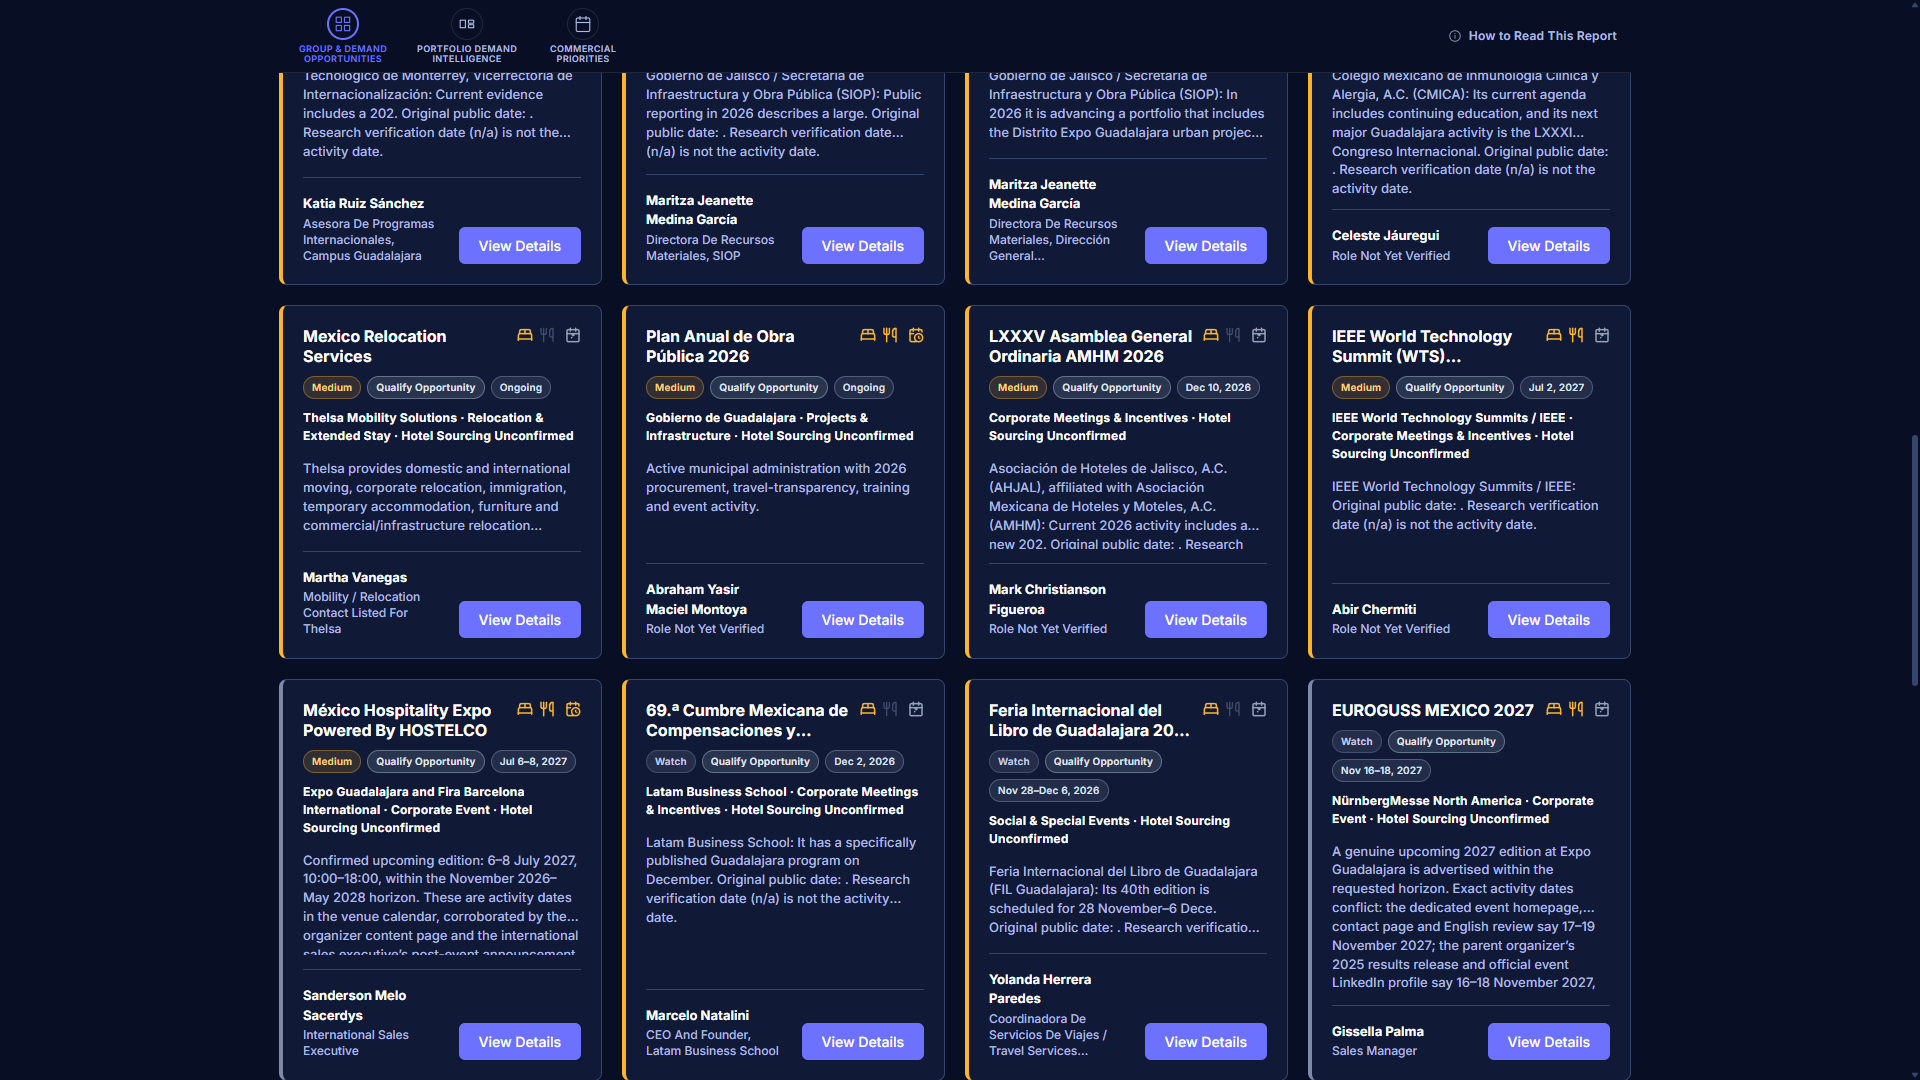 GROUP & DEMAND
OPPORTUNITIES
PORTFOLIO DEMAND
INTELLIGENCE
COMMERCIAL
PRIORITIES
How to Read This Report
Tecnológico de Monterrey, Vicerrectoría de
Internacionalización: Current evidence
includes a 202. Original public date: .
Research verification date (n/a) is not the...
activity date.
Katia Ruiz Sánchez
Asesora De Programas
Internacionales,
Campus Guadalajara
View Details
Gobierno de Jalisco / Secretaría de
Infraestructura y Obra Pública (SIOP): Public
reporting in 2026 describes a large. Original
public date: . Research verification date...
(n/a) is not the activity date.
Maritza Jeanette
Medina García
Directora De Recursos
Materiales, SIOP
View Details
Gobierno de Jalisco / Secretaría de
Infraestructura y Obra Pública (SIOP): In
2026 it is advancing a portfolio that includes
the Distrito Expo Guadalajara urban projec...
Maritza Jeanette
Medina García
Directora De Recursos
Materiales, Dirección
General...
View Details
Colegio Mexicano de Inmunología Clínica y
Alergia, A.C. (CMICA): Its current agenda
includes continuing education, and its next
major Guadalajara activity is the LXXXI...
Congreso Internacional. Original public date:
. Research verification date (n/a) is not the
activity date.
Celeste Jáuregui
Role Not Yet Verified
View Details
Mexico Relocation
Services
Medium
Qualify Opportunity
Ongoing
Thelsa Mobility Solutions · Relocation &
Extended Stay · Hotel Sourcing Unconfirmed
Thelsa provides domestic and international
moving, corporate relocation, immigration,
temporary accommodation, furniture and
commercial/infrastructure relocation...
Martha Vanegas
Mobility / Relocation
Contact Listed For
Thelsa
View Details
Plan Anual de Obra
Pública 2026
Medium
Qualify Opportunity
Ongoing
Gobierno de Guadalajara · Projects &
Infrastructure · Hotel Sourcing Unconfirmed
Active municipal administration with 2026
procurement, travel-transparency, training
and event activity.
Abraham Yasir
Maciel Montoya
Role Not Yet Verified
View Details
LXXXV Asamblea General
Ordinaria AMHM 2026
Medium
Qualify Opportunity
Dec 10, 2026
Corporate Meetings & Incentives · Hotel
Sourcing Unconfirmed
Asociación de Hoteles de Jalisco, A.C.
(AHJAL), affiliated with Asociación
Mexicana de Hoteles y Moteles, A.C.
(AMHM): Current 2026 activity includes a...
new 202. Original public date: . Research
Mark Christianson
Figueroa
Role Not Yet Verified
View Details
IEEE World Technology
Summit (WTS)...
Medium
Qualify Opportunity
Jul 2, 2027
IEEE World Technology Summits / IEEE ·
Corporate Meetings & Incentives · Hotel
Sourcing Unconfirmed
IEEE World Technology Summits / IEEE:
Original public date: . Research verification
date (n/a) is not the activity date.
Abir Chermiti
Role Not Yet Verified
View Details
México Hospitality Expo
Powered By HOSTELCO
Medium
Qualify Opportunity
Jul 6–8, 2027
Expo Guadalajara and Fira Barcelona
International · Corporate Event · Hotel
Sourcing Unconfirmed
Confirmed upcoming edition: 6–8 July 2027,
10:00–18:00, within the November 2026–
May 2028 horizon. These are activity dates
in the venue calendar, corroborated by the...
organizer content page and the international
sales executive's post-event announcement
Sanderson Melo
Sacerdys
International Sales
Executive
View Details
69.ª Cumbre Mexicana de
Compensaciones y...
Watch
Qualify Opportunity
Dec 2, 2026
Latam Business School · Corporate Meetings
& Incentives · Hotel Sourcing Unconfirmed
Latam Business School: It has a specifically
published Guadalajara program on
December. Original public date: . Research
verification date (n/a) is not the activity...
date.
Marcelo Natalini
CEO And Founder,
Latam Business School
View Details
Feria Internacional del
Libro de Guadalajara 20...
Watch
Qualify Opportunity
Nov 28–Dec 6, 2026
Social & Special Events · Hotel Sourcing
Unconfirmed
Feria Internacional del Libro de Guadalajara
(FIL Guadalajara): Its 40th edition is
scheduled for 28 November–6 Dece.
Original public date: . Research verificatio...
Yolanda Herrera
Paredes
Coordinadora De
Servicios De Viajes /
Travel Services...
View Details
EUROGUSS MEXICO 2027
Watch
Qualify Opportunity
Nov 16–18, 2027
NürnbergMesse North America · Corporate
Event · Hotel Sourcing Unconfirmed
A genuine upcoming 2027 edition at Expo
Guadalajara is advertised within the
requested horizon. Exact activity dates
conflict: the dedicated event homepage,...
contact page and English review say 17–19
November 2027; the parent organizer's
2025 results release and official event
LinkedIn profile say 16–18 November 2027,
Gissella Palma
Sales Manager
View Details